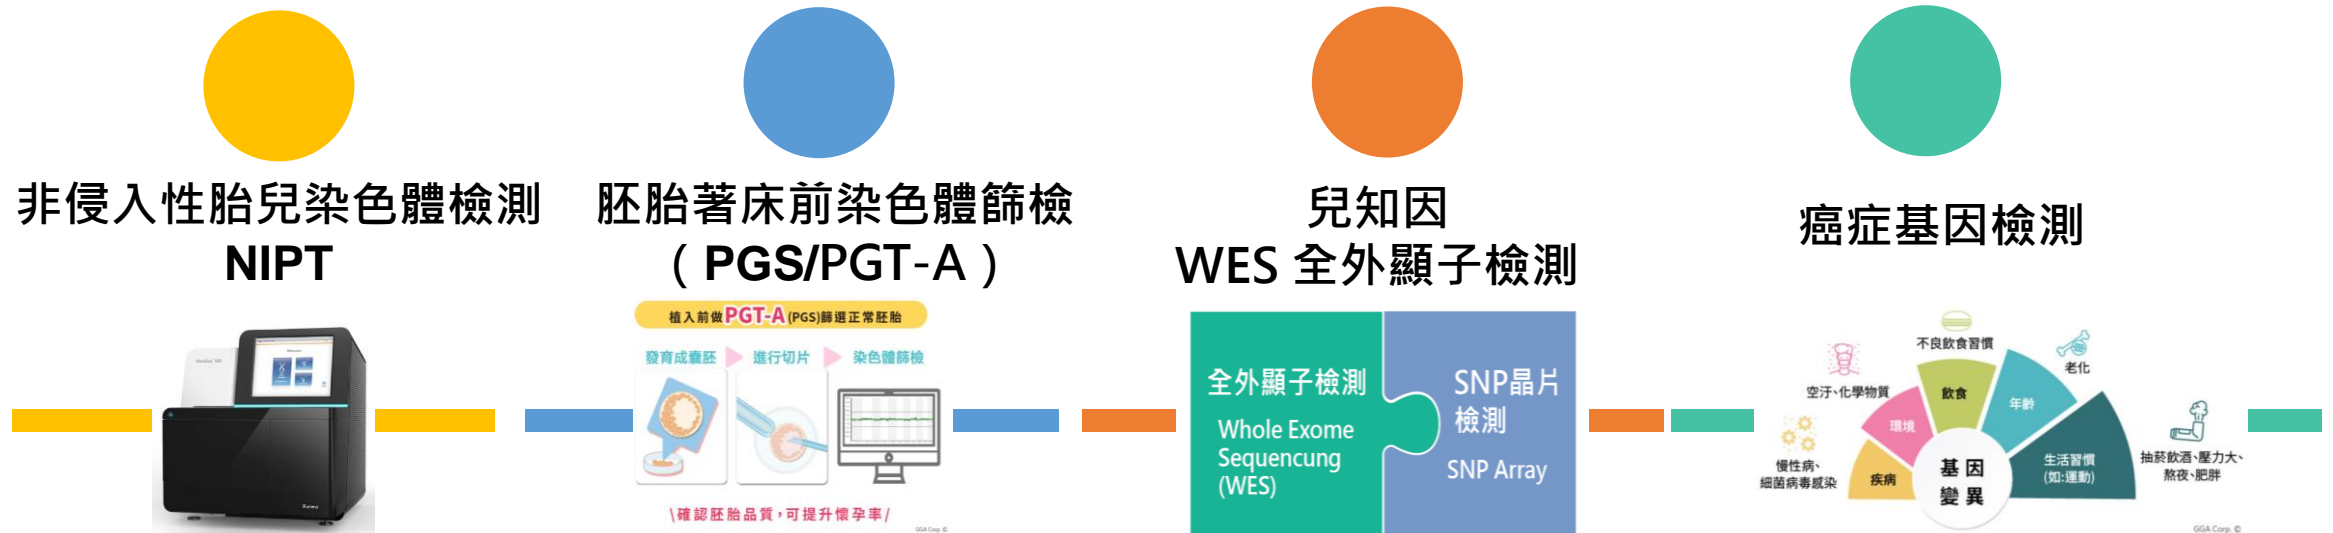 非侵入性胎兒染色體檢測
NIPT
胚胎著床前染色體篩檢
（PGS/PGT-A）
植入前做PGT-A(PGS)篩選正常胚胎
發育成囊胚
進行切片
染色體篩檢
\確認胚胎品質，可提升懷孕率/
GGA Corp. ©
兒知因
WES 全外顯子檢測
全外顯子檢測
Whole Exome
Sequencung
(WES)
SNP晶片
檢測
SNP Array
癌症基因檢測
不良飲食習慣
老化
空汙、化學物質
飲食
年齡
環境
慢性病、
細菌病毒感染
疾病
基因
變異
生活習慣
(如:運動)
抽菸飲酒、壓力大、
熬夜、肥胖
GGA Corp. ©